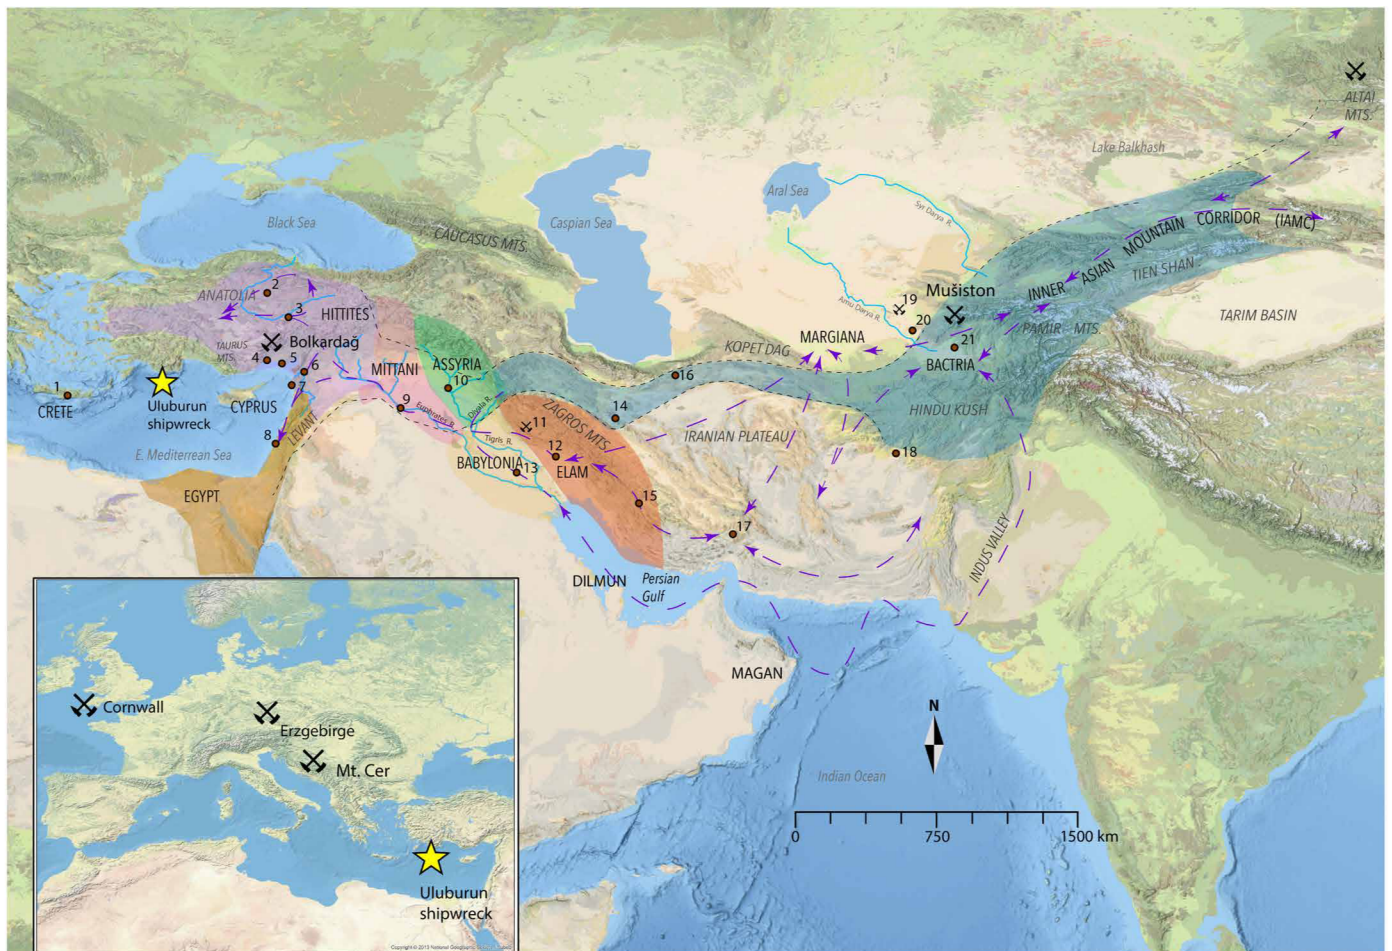 ALTAI
MTS.
Lake Balkhash
Black Sea
CAUCASUS MTS.
Caspian Sea
Aral Sea
Syr Darya R.
INNER ASIAN MOUNTAIN CORRIDOR (IAMC)
TIEN SHAN
TARIM BASIN
PAMIR MTS.
Mušiston
19
20
21
Amu Darya R.
MARGIANA
BACTRIA
KOPET DAG
HINDU KUSH
ANATOLIA
2
3
HITTITES
Bolkardağ
TAURUS
MTS.
4
5
6
7
MITTANI
ASSYRIA
10
16
1
CRETE
Uluburun
shipwreck
CYPRUS
LEVANT
8
9
Euphrates R.
Diyala R.
Tigris R.
11
ZAGROS MTS.
14
12
IRANIAN PLATEAU
18
E. Mediterranean Sea
BABYLONIA
13
ELAM
EGYPT
15
17
INDUS VALLEY
DILMUN
Persian
Gulf
MAGAN
N
Indian Ocean
0
750
1500 km
Cornwall
Erzgebirge
Mt. Cer
Uluburun
shipwreck